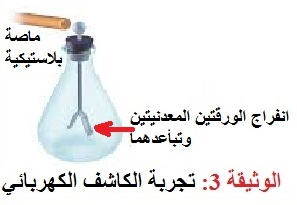 ماصة
بلاستيكية
انفراج الورقتين المعدنيتين
وتباعدهما
الوثيقة 3: تجربة الكاشف الكهربائي